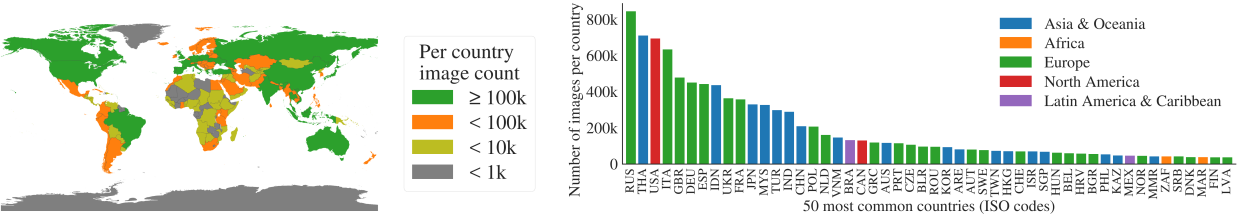 Per country
image count
≥ 100k
< 100k
< 10k
< 1k
Number of images per country
800k
600k
400k
200k
0
Asia & Oceania
Africa
Europe
North America
Latin America & Caribbean
RUS THA USA ITA GBR DEU ESP IDN UKR FRA JPN MYS TUR IND CHN POL NLD VNM BRA CAN GRC AUS PRT CZE BLR ROU KOR ARE AUT SWE TWN HKG CHE ISR SGP HUN BEL HRV BGR PHL KAZ MEX NOR MMR ZAF SRB DNK MAR FIN LVA
50 most common countries (ISO codes)